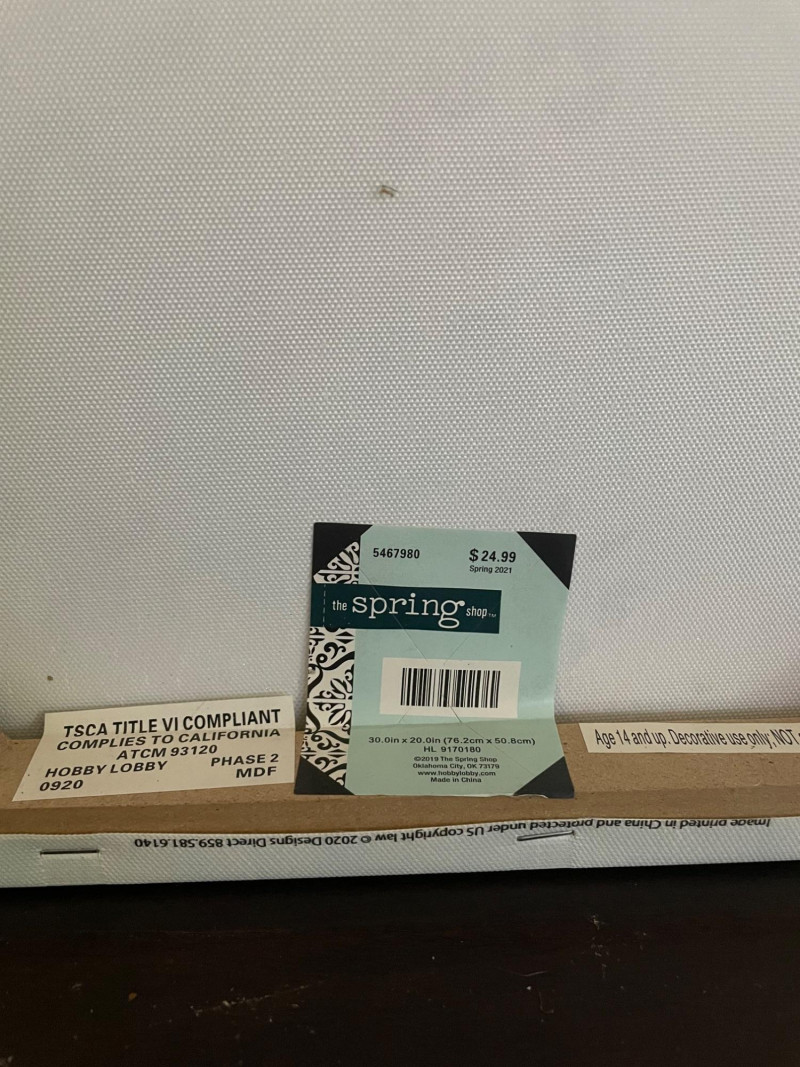 5467980
$24.99
Spring 2021
the spring shop™
30.0in x 20.0in (76.2cm x 50.8cm)
HL 9170180
©2019 The Spring Shop
Oklahoma City, OK 73179
www.hobbylobby.com
Made in China
TSCA TITLE VI COMPLIANT
COMPLIES TO CALIFORNIA
ATCM 93120
HOBBY LOBBY PHASE 2
0920 MDF
Age 14 and up. Decorative use only; NOT
Image printed in China and protected under US copyright law © 2020 Designs Direct 859.581.6140